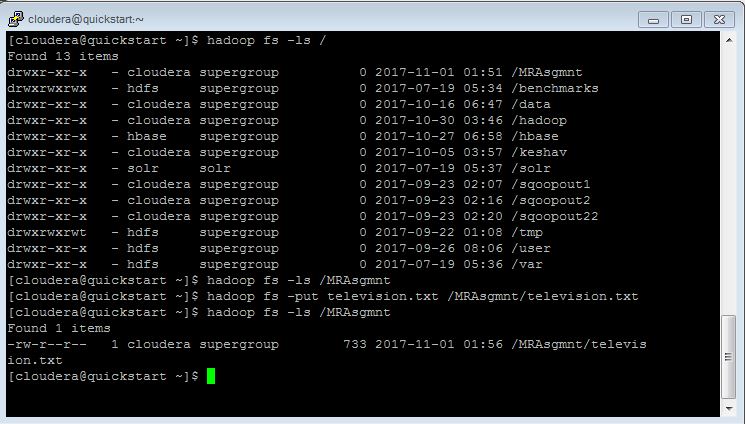 cloudera@quickstart:~
[cloudera@quickstart ~]$ hadoop fs -ls /
Found 13 items
drwxr-xr-x   - cloudera supergroup          0 2017-11-01 01:51 /MRAsgmnt
drwxrwxrwx   - hdfs     supergroup          0 2017-07-19 05:34 /benchmarks
drwxr-xr-x   - cloudera supergroup          0 2017-10-16 06:47 /data
drwxr-xr-x   - cloudera supergroup          0 2017-10-30 03:46 /hadoop
drwxr-xr-x   - hbase    supergroup          0 2017-10-27 06:58 /hbase
drwxr-xr-x   - cloudera supergroup          0 2017-10-05 03:57 /keshav
drwxr-xr-x   - solr     solr                0 2017-07-19 05:37 /solr
drwxr-xr-x   - cloudera supergroup          0 2017-09-23 02:07 /sqoopout1
drwxr-xr-x   - cloudera supergroup          0 2017-09-23 02:16 /sqoopout2
drwxr-xr-x   - cloudera supergroup          0 2017-09-23 02:20 /sqoopout22
drwxrwxrwt   - hdfs     supergroup          0 2017-09-22 01:08 /tmp
drwxr-xr-x   - hdfs     supergroup          0 2017-09-26 08:06 /user
drwxr-xr-x   - hdfs     supergroup          0 2017-07-19 05:36 /var
[cloudera@quickstart ~]$ hadoop fs -ls /MRAsgmnt
[cloudera@quickstart ~]$ hadoop fs -put television.txt /MRAsgmnt/television.txt
[cloudera@quickstart ~]$ hadoop fs -ls /MRAsgmnt
Found 1 items
-rw-r--r--   1 cloudera supergroup        733 2017-11-01 01:56 /MRAsgmnt/televis
ion.txt
[cloudera@quickstart ~]$